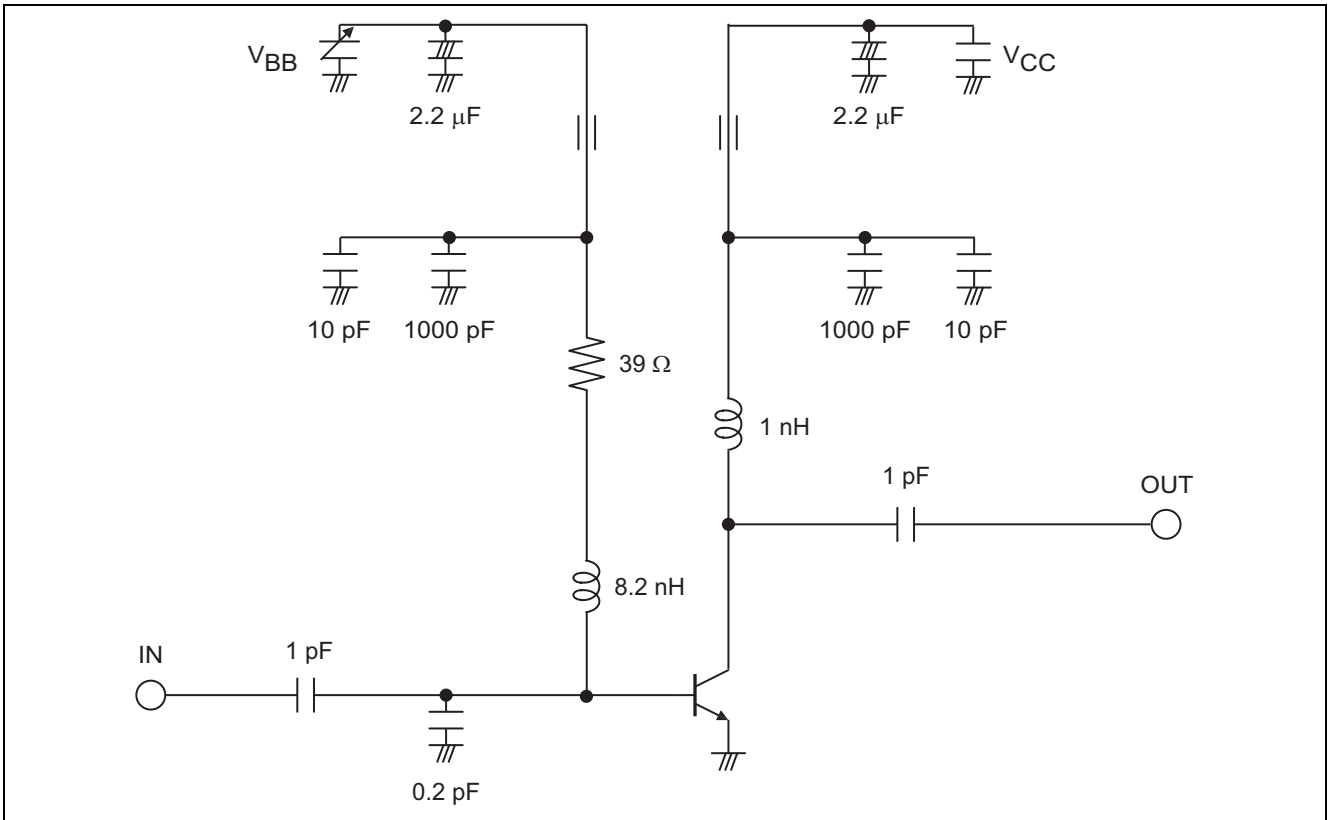 VBB
VCC
2.2 μF
2.2 μF
10 pF
1000 pF
1000 pF
10 pF
39 Ω
1 nH
1 pF
OUT
8.2 nH
IN
1 pF
0.2 pF